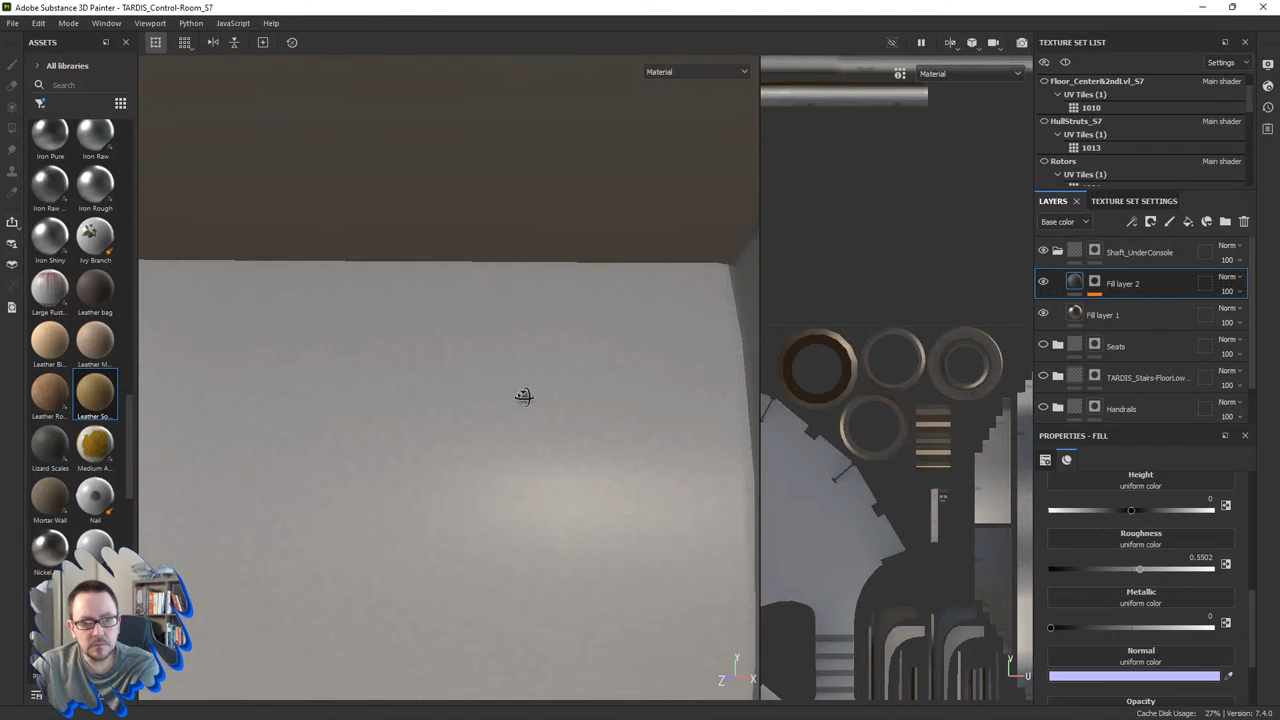 Adobe Substance 3D Painter - TARDIS_Control-Room_S7
File Edit Mode Window Viewport Python JavaScript Help
ASSETS
All libraries
Search
Iron Pure Iron Raw
Iron Raw ... Iron Rough
Iron Shiny Ivy Branch
Large Rust... Leather bag
Leather Bi... Leather M...
Leather Ro... Leather So...
Lizard Scales Medium A...
Mortar Wall Nail
Material
Material
Y
Z X
V
U
TEXTURE SET LIST
Settings
Floor_Center&2ndLvl_S7 Main shader
UV Tiles (1)
1010
HullStruts_S7 Main shader
UV Tiles (1)
1013
Rotors Main shader
UV Tiles (1)
LAYERS TEXTURE SET SETTINGS
Base color
Shaft_UnderConsole Norm 100
Fill layer 2 Norm 100
Fill layer 1 Norm 100
Seats Norm 100
TARDIS_Stairs-FloorLow... Norm 100
Handrails Norm 100
PROPERTIES - FILL
Height
uniform color
0
Roughness
uniform color
0.5502
Metallic
uniform color
0
Normal
uniform color
Opacity
Cache Disk Usage: 27% | Version: 7.4.0